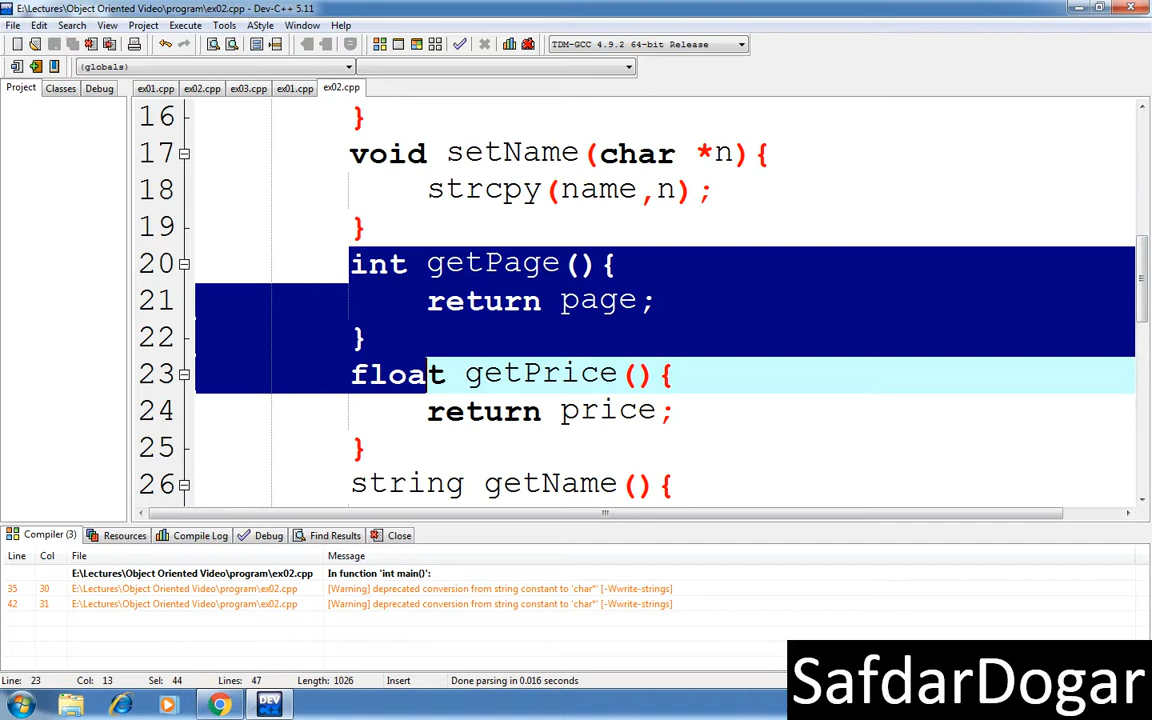 E:\Lectures\Object Oriented Video\program\ex02.cpp - Dev-C++ 5.11
File Edit Search View Project Execute Tools AStyle Window Help
TDM-GCC 4.9.2 64-bit Release
(globals)
Project Classes Debug ex01.cpp ex02.cpp ex03.cpp ex01.cpp ex02.cpp
16 }
17 void setName(char *n){
18 strcpy(name,n);
19 }
20 int getPage(){
21 return page;
22 }
23 float getPrice(){
24 return price;
25 }
26 string getName(){
Compiler (3) Resources Compile Log Debug Find Results Close
Line Col File Message
E:\Lectures\Object Oriented Video\program\ex02.cpp In function 'int main()':
35 30 E:\Lectures\Object Oriented Video\program\ex02.cpp [Warning] deprecated conversion from string constant to 'char*' [-Wwrite-strings]
42 31 E:\Lectures\Object Oriented Video\program\ex02.cpp [Warning] deprecated conversion from string constant to 'char*' [-Wwrite-strings]
Line: 23 Col: 13 Sel: 44 Lines: 47 Length: 1026 Insert Done parsing in 0.016 seconds
SafdarDogar
DEV
C++